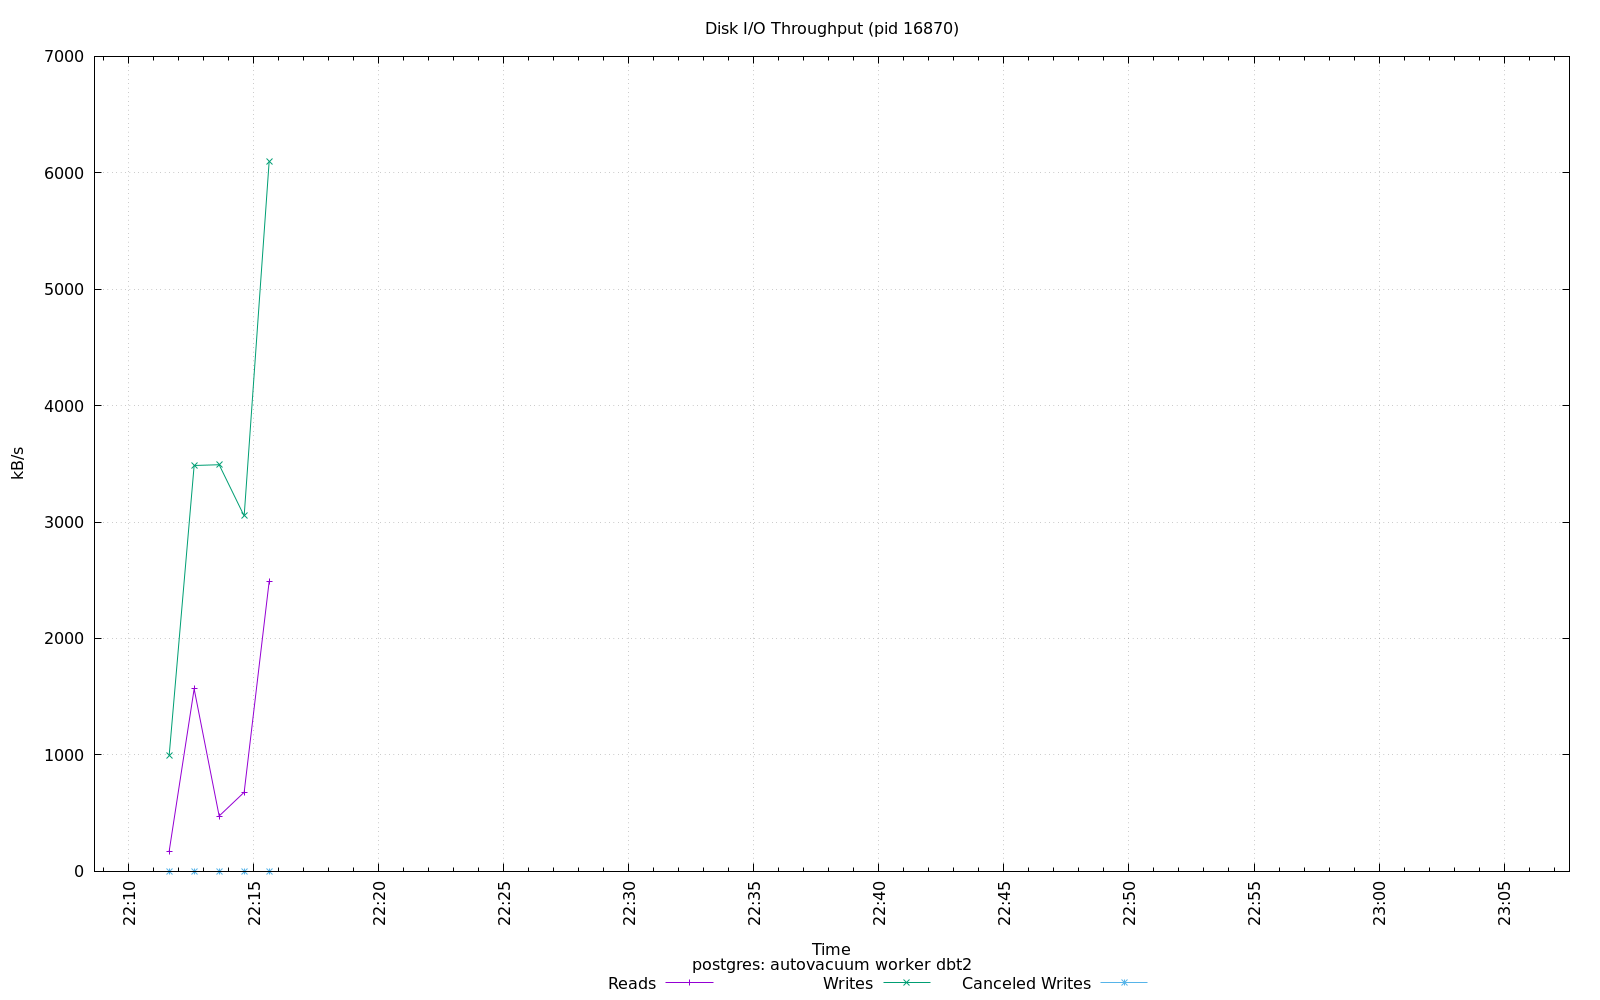 Disk I/O Throughput (pid 16870)
7000
6000
5000
4000
3000
2000
1000
0
kB/s
22:10 22:15 22:20 22:25 22:30 22:35 22:40 22:45 22:50 22:55 23:00 23:05
Time
postgres: autovacuum worker dbt2
Reads Writes Canceled Writes